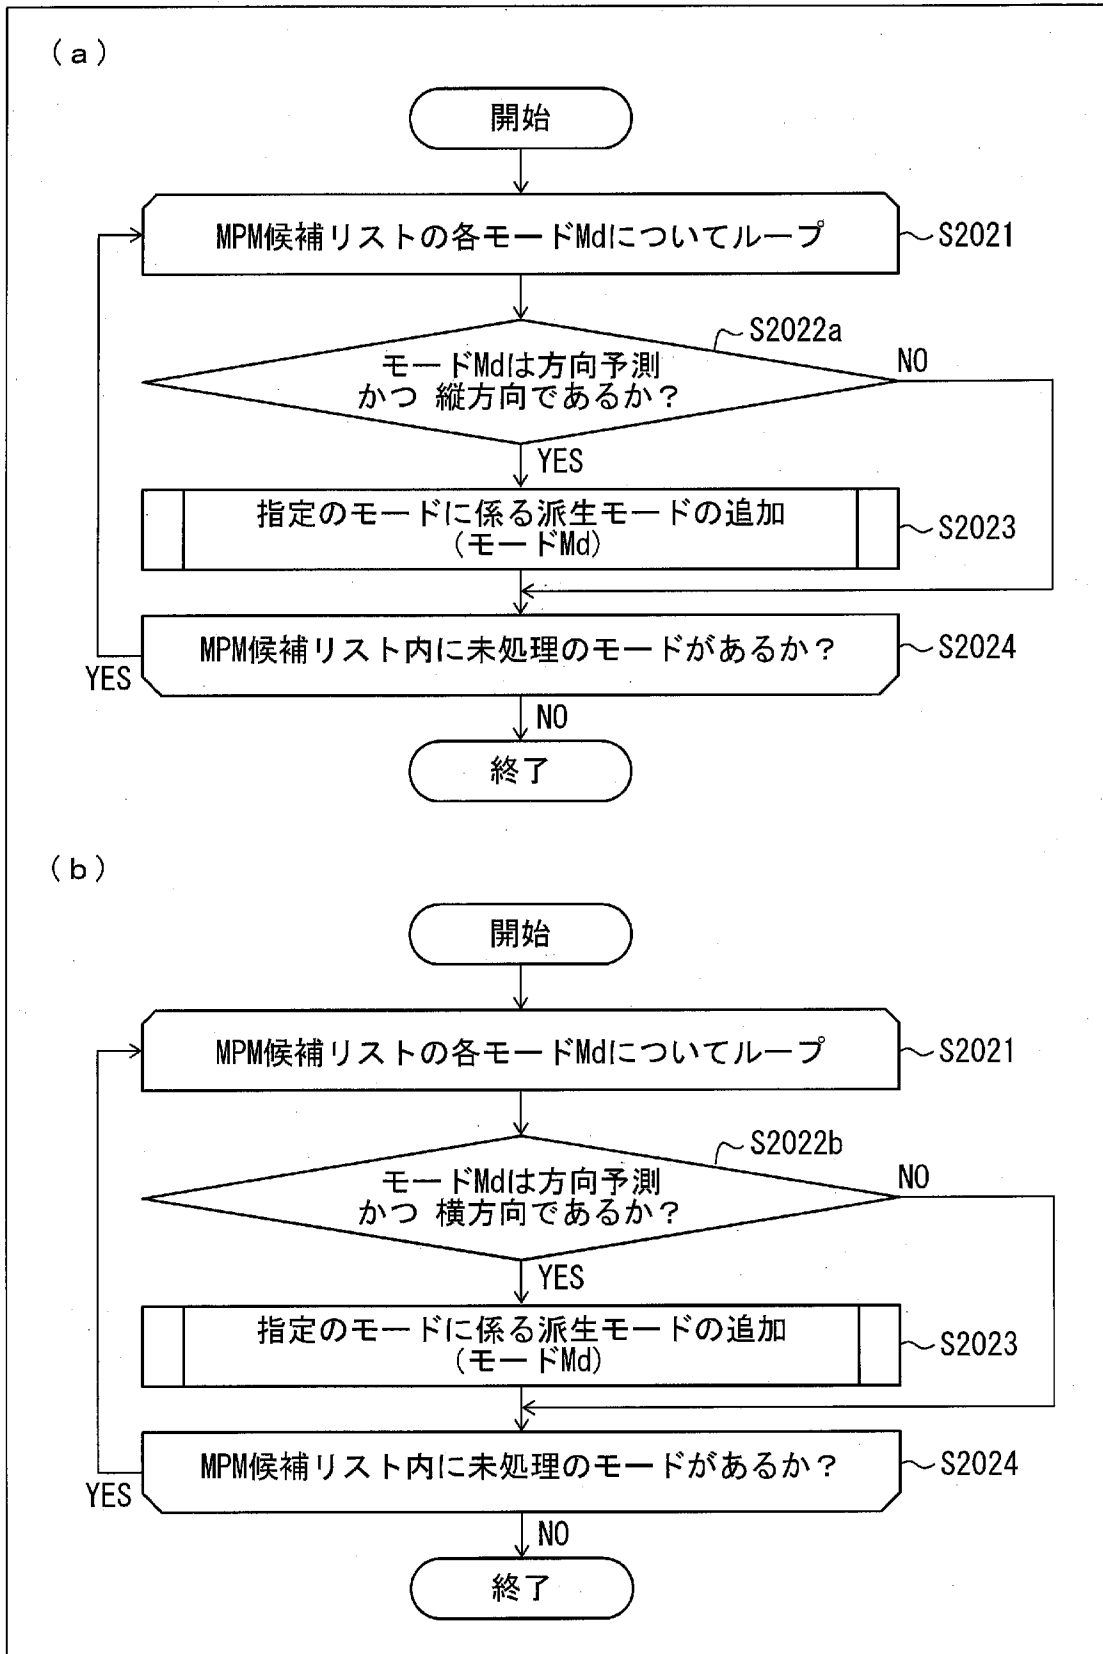 (a)
開始
MPM候補リストの各モードMdについてループ
S2021
S2022a
モードMdは方向予測
かつ 縦方向であるか?
NO
YES
指定のモードに係る派生モードの追加
(モードMd)
S2023
MPM候補リスト内に未処理のモードがあるか?
S2024
YES
NO
終了
(b)
開始
MPM候補リストの各モードMdについてループ
S2021
S2022b
モードMdは方向予測
かつ 横方向であるか?
NO
YES
指定のモードに係る派生モードの追加
(モードMd)
S2023
MPM候補リスト内に未処理のモードがあるか?
S2024
YES
NO
終了